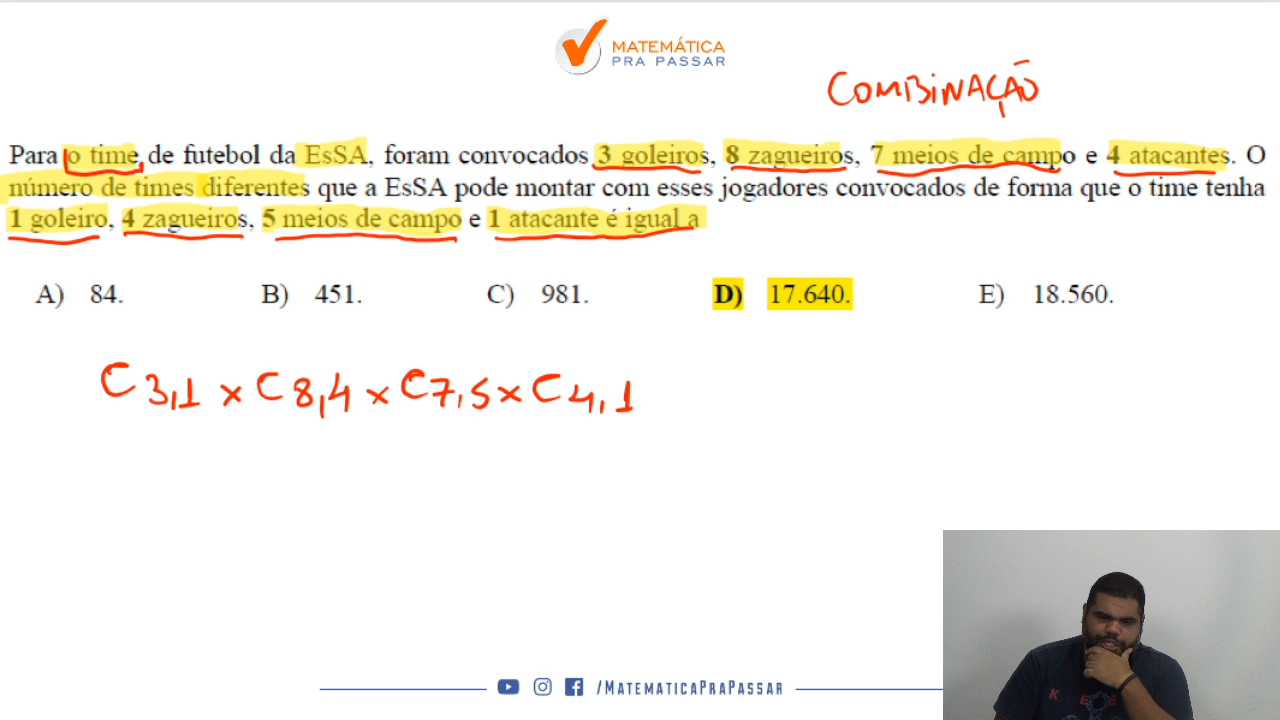 MATEMÁTICA
PRA PASSAR
COMBINAÇÃO
Para o time de futebol da EsSA, foram convocados 3 goleiros, 8 zagueiros, 7 meios de campo e 4 atacantes. O
número de times diferentes que a EsSA pode montar com esses jogadores convocados de forma que o time tenha
1 goleiro, 4 zagueiros, 5 meios de campo e 1 atacante é igual a
A) 84. B) 451. C) 981. D) 17.640. E) 18.560.
C3,1 x C8,4 x C7,5 x C4,1
/MATEMATICAPRAPASSAR